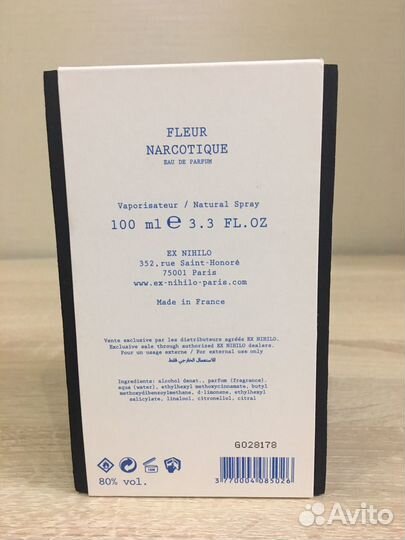 FLEUR
NARCOTIQUE
EAU DE PARFUM
Vaporisateur / Natural Spray
100 ml ℮ 3.3 FL.OZ
EX NIHILO
352,rue Saint-Honoré
75001 Paris
www.ex-nihilo-paris.com
Made in France
Vente exclusive par les distributeurs agréés EX NIHILO.
Exclusive sale through authorized EX NIHILO dealers.
Pour un usage externe / For external use only
للاستعمال الخارجي فقط
Ingredients: alcohol denat., parfum (fragrance),
aqua (water), ethylhexyl methoxycinnamate, butyl
methoxydibenzoylmethane, d-limonene, ethylhexyl
salicylate, linalool, citronellol, citral
G028178
80% vol.
3 770004 085026
Avito